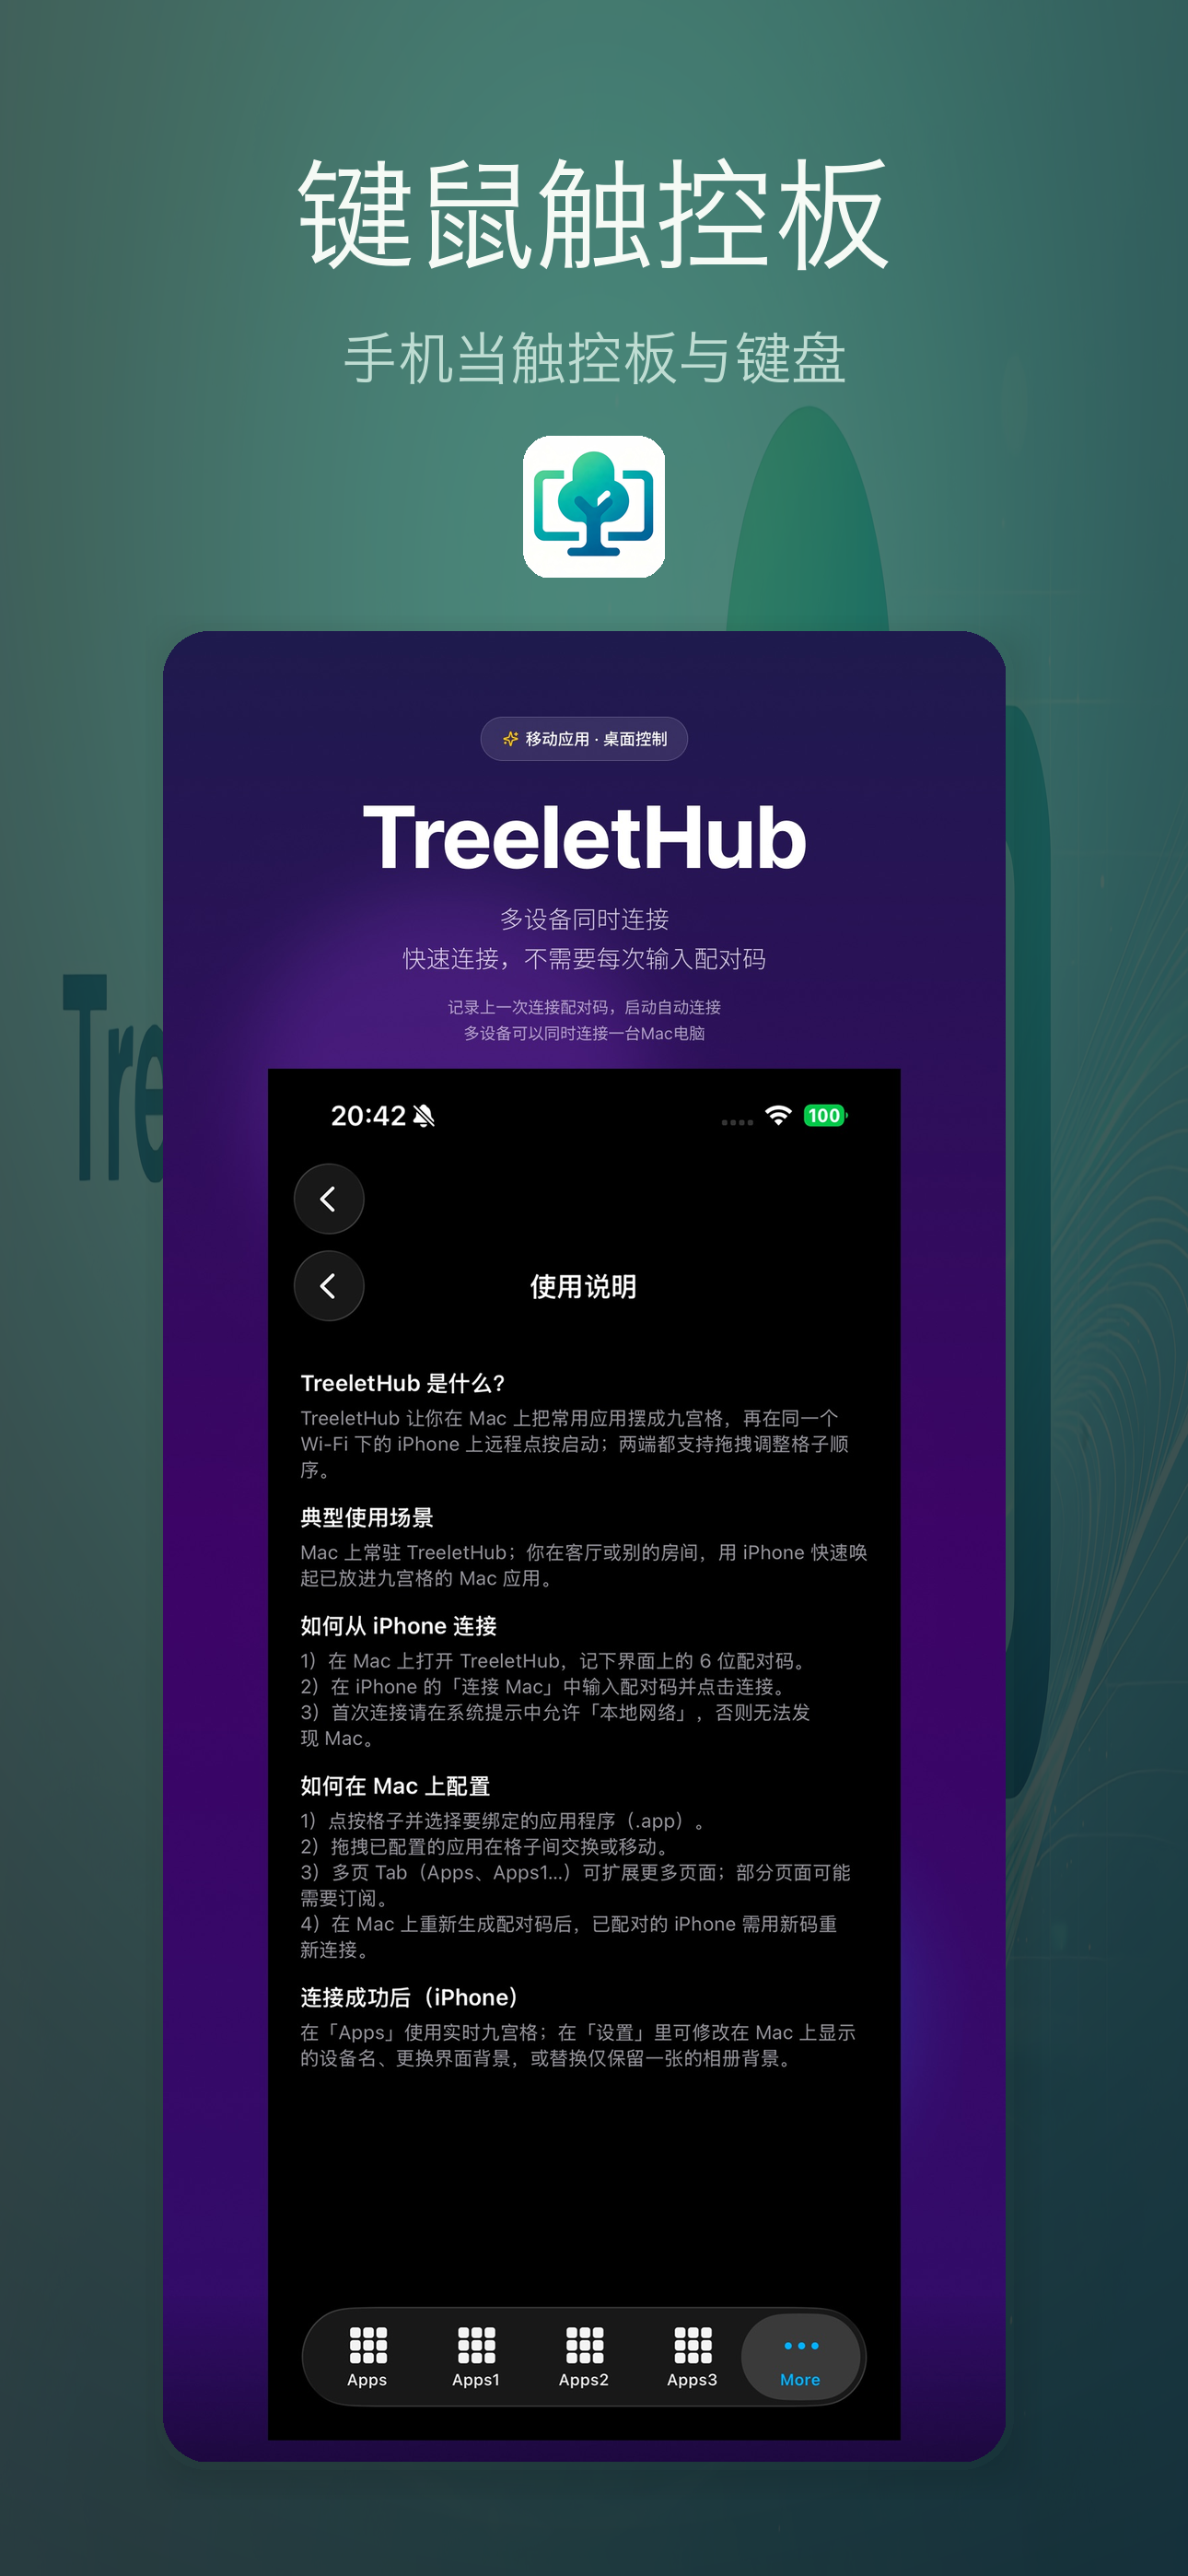 键鼠触控板
手机当触控板与键盘
移动应用 · 桌面控制
TreeletHub
多设备同时连接
快速连接，不需要每次输入配对码
记录上一次连接配对码，启动自动连接
多设备可以同时连接一台Mac电脑
Tre
20:42
100
使用说明
TreeletHub 是什么？
TreeletHub 让你在 Mac 上把常用应用摆成九宫格，再在同一个
Wi-Fi 下的 iPhone 上远程点按启动；两端都支持拖拽调整格子顺
序。
典型使用场景
Mac 上常驻 TreeletHub；你在客厅或别的房间，用 iPhone 快速唤
起已放进九宫格的 Mac 应用。
如何从 iPhone 连接
1）在 Mac 上打开 TreeletHub，记下界面上的 6 位配对码。
2）在 iPhone 的「连接 Mac」中输入配对码并点击连接。
3）首次连接请在系统提示中允许「本地网络」，否则无法发
现 Mac。
如何在 Mac 上配置
1）点按格子并选择要绑定的应用程序（.app）。
2）拖拽已配置的应用在格子间交换或移动。
3）多页 Tab（Apps、Apps1...）可扩展更多页面；部分页面可能
需要订阅。
4）在 Mac 上重新生成配对码后，已配对的 iPhone 需用新码重
新连接。
连接成功后（iPhone）
在「Apps」使用实时九宫格；在「设置」里可修改在 Mac 上显示
的设备名、更换界面背景，或替换仅保留一张的相册背景。
Apps
Apps1
Apps2
Apps3
More